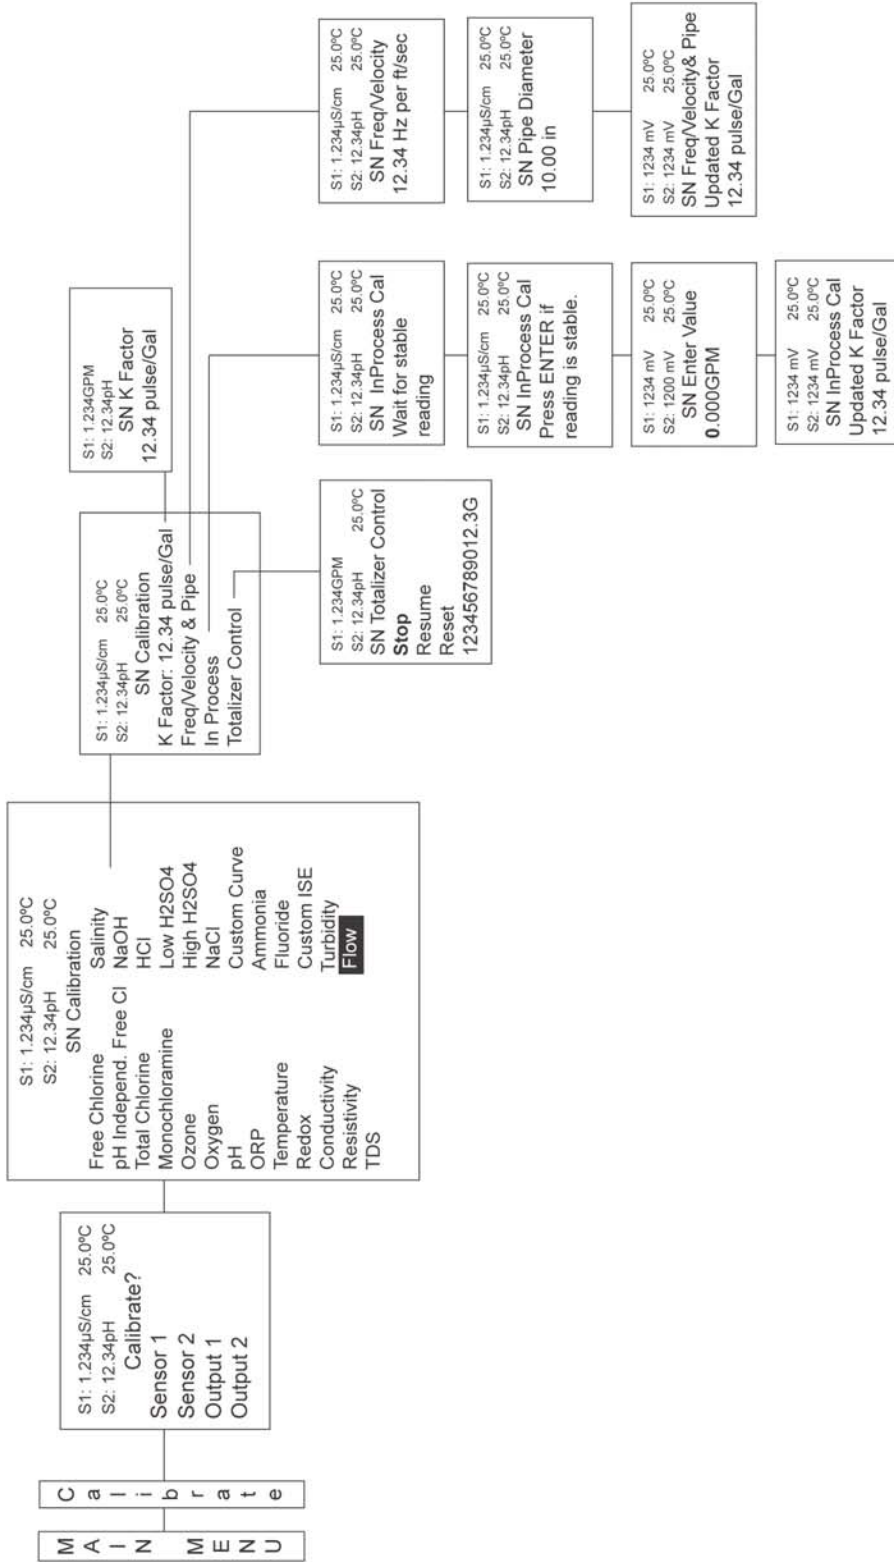 MAIN MENU
Calibrate
S1: 1.234µS/cm 25.0ºC
S2: 12.34pH 25.0ºC
Calibrate?
Sensor 1
Sensor 2
Output 1
Output 2
S1: 1.234µS/cm 25.0ºC
S2: 12.34pH 25.0ºC
SN Calibration
Free Chlorine
pH Independ. Free Cl
Total Chlorine
Monochloramine
Ozone
Oxygen
pH
ORP
Temperature
Redox
Conductivity
Resistivity
TDS
Salinity
NaOH
HCl
Low H2SO4
High H2SO4
NaCl
Custom Curve
Ammonia
Fluoride
Custom ISE
Turbidity
Flow
S1: 1.234µS/cm 25.0ºC
S2: 12.34pH 25.0ºC
SN Calibration
K Factor: 12.34 pulse/Gal
Freq/Velocity & Pipe
In Process
Totalizer Control
S1: 1.234GPM
S2: 12.34pH
SN K Factor
12.34 pulse/Gal
S1: 1.234GPM
S2: 12.34pH 25.0ºC
SN Totalizer Control
Stop
Resume
Reset
123456789012.3G
S1: 1.234µS/cm 25.0ºC
S2: 12.34pH 25.0ºC
SN InProcess Cal
Wait for stable
reading
S1: 1.234µS/cm 25.0ºC
S2: 12.34pH 25.0ºC
SN InProcess Cal
Press ENTER if
reading is stable.
S1: 1234 mV 25.0ºC
S2: 1200 mV 25.0ºC
SN Enter Value
0.000GPM
S1: 1234 mV 25.0ºC
S2: 1234 mV 25.0ºC
SN InProcess Cal
Updated K Factor
12.34 pulse/Gal
S1: 1.234µS/cm 25.0ºC
S2: 12.34pH 25.0ºC
SN Freq/Velocity
12.34 Hz per ft/sec
S1: 1.234µS/cm 25.0ºC
S2: 12.34pH 25.0ºC
SN Pipe Diameter
10.00 in
S1: 1234 mV 25.0ºC
S2: 1234 mV 25.0ºC
SN Freq/Velocity& Pipe
Updated K Factor
12.34 pulse/Gal